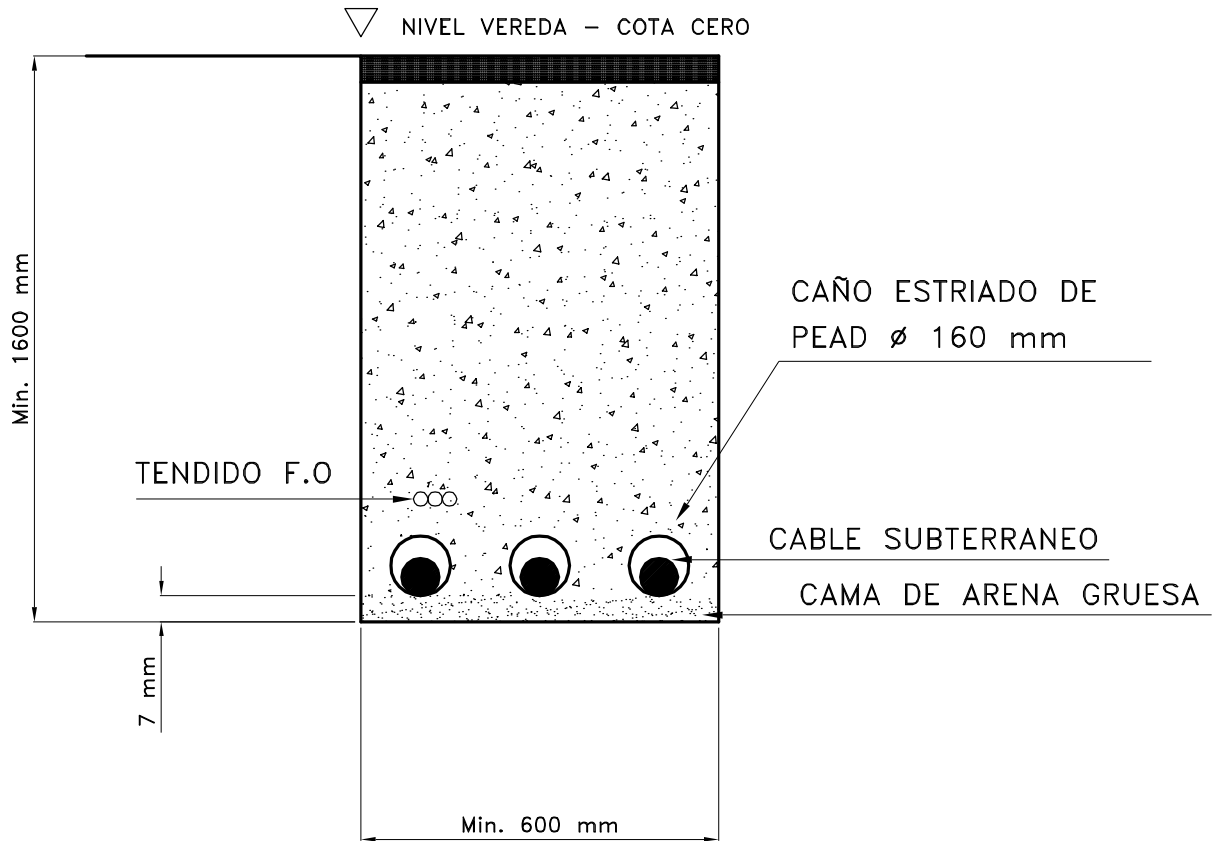 NIVEL VEREDA – COTA CERO
Min. 1600 mm
CAÑO ESTRIADO DE
PEAD ø 160 mm
TENDIDO F.O
CABLE SUBTERRANEO
CAMA DE ARENA GRUESA
7 mm
Min. 600 mm